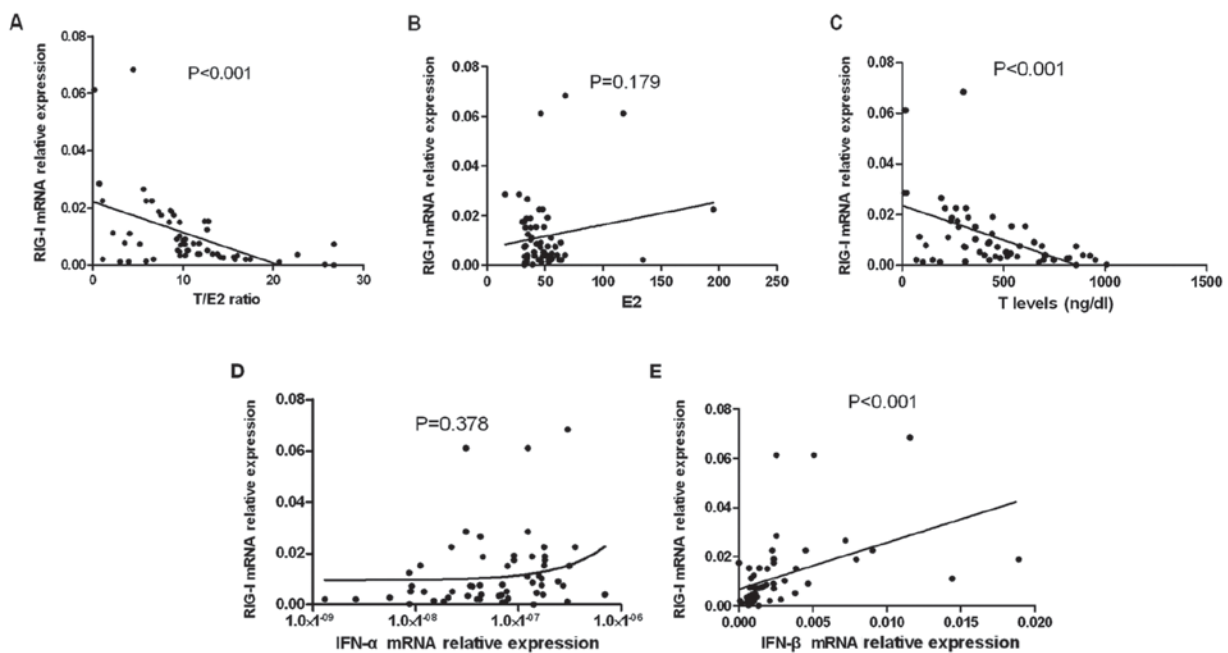 A
P<0.001
RIG-I mRNA relative expression
0.08
0.06
0.04
0.02
0.00
0 10 20 30
T/E2 ratio
B
P=0.179
RIG-I mRNA relative expression
0.08
0.06
0.04
0.02
0.00
0 50 100 150 200 250
E2
C
P<0.001
RIG-I mRNA relative expression
0.08
0.06
0.04
0.02
0.00
0 500 1000 1500
T levels (ng/dl)
D
P=0.378
RIG-I mRNA relative expression
0.08
0.06
0.04
0.02
0.00
1.0×10-09 1.0×10-08 1.0×10-07 1.0×10-06
IFN-α mRNA relative expression
E
P<0.001
RIG-I mRNA relative expression
0.08
0.06
0.04
0.02
0.00
0.000 0.005 0.010 0.015 0.020
IFN-β mRNA relative expression